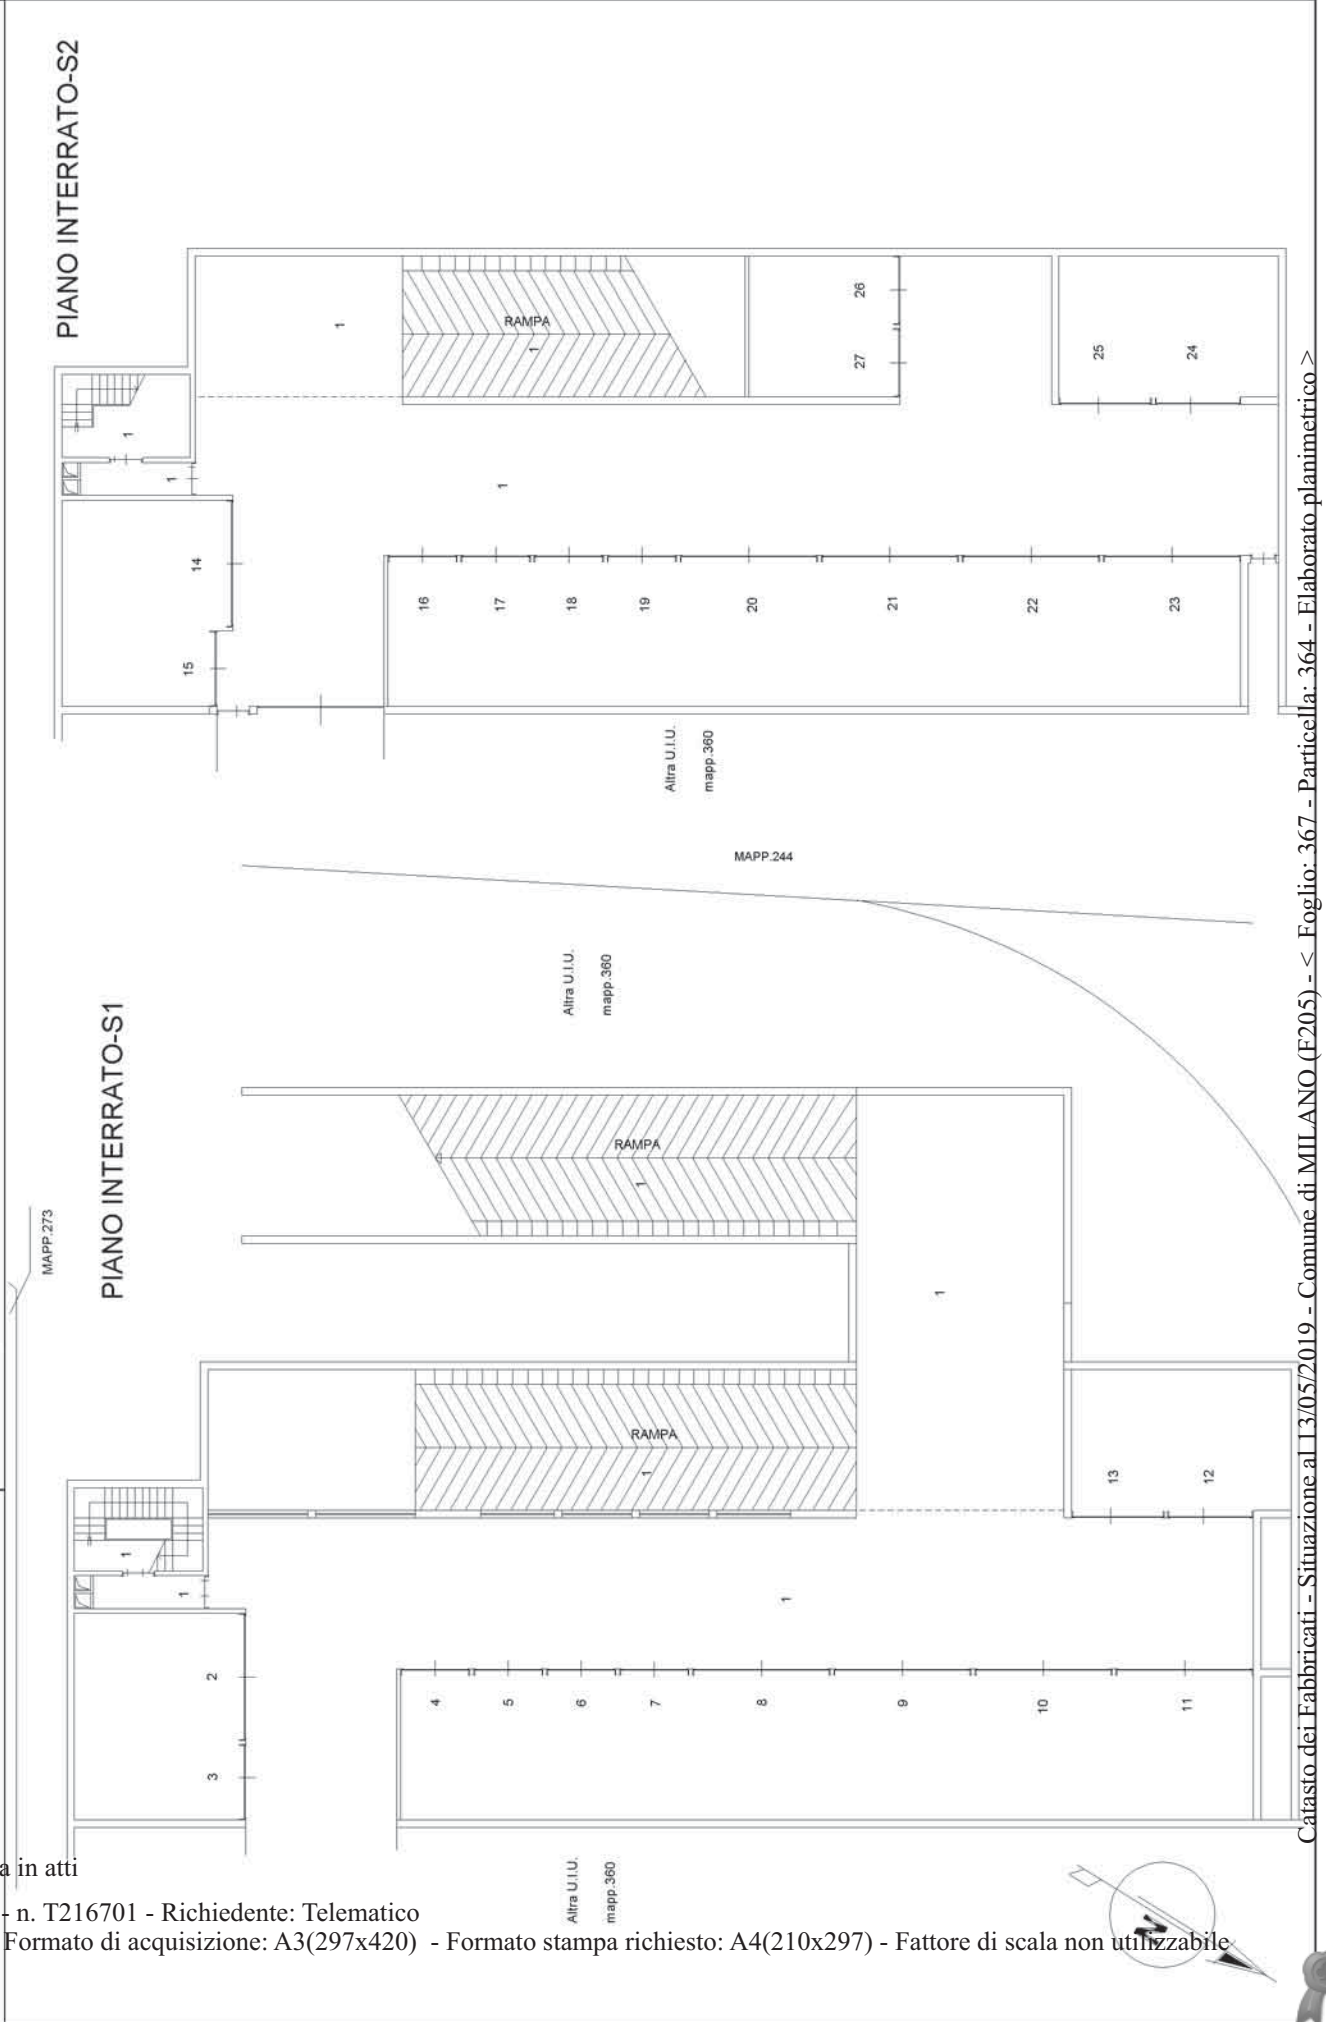 PIANO INTERRATO-S2
1
RAMPA
1
26
27
25
24
1
1
1
14
15
16
17
18
19
20
21
22
23
Altra U.I.U.
mapp.360
MAPP.244
Altra U.I.U.
mapp.360
PIANO INTERRATO-S1
MAPP.273
RAMPA
1
1
RAMPA
1
13
12
1
1
1
2
3
4
5
6
7
8
9
10
11
Altra U.I.U.
mapp.360
N
Catasto dei Fabbricati - Situazione al 13/05/2019 - Comune di MILANO (F205) - < Foglio: 367 - Particella: 364 - Elaborato planimetrico >
a in atti
- n. T216701 - Richiedente: Telematico
Formato di acquisizione: A3(297x420) - Formato stampa richiesto: A4(210x297) - Fattore di scala non utilizzabile